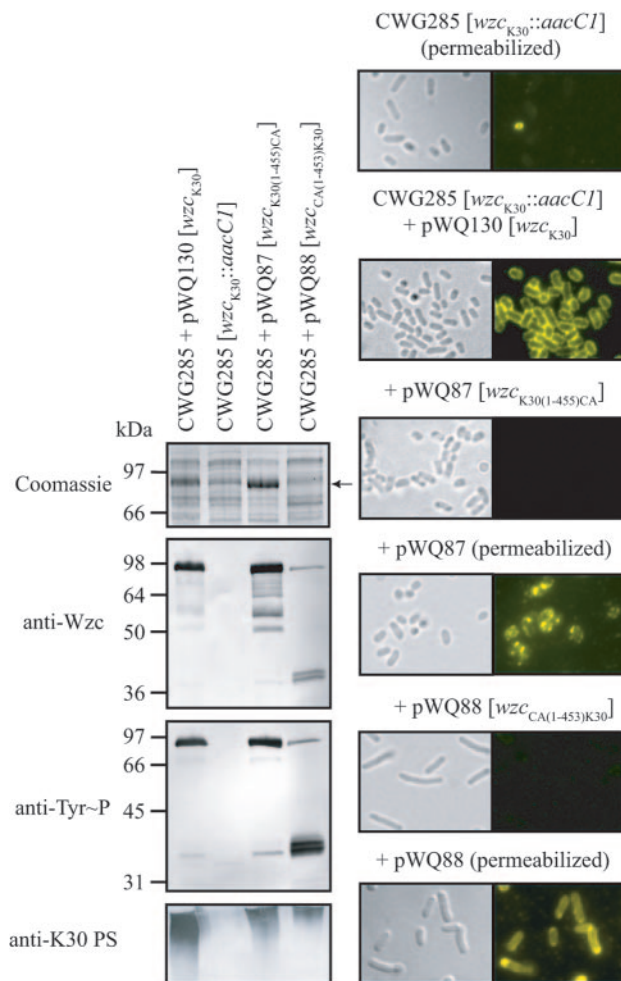 CWG285 + pWQ130 [wzcK30]
CWG285 [wzcK30::aacC1]
CWG285 + pWQ87 [wzcK30(1-455)CA]
CWG285 + pWQ88 [wzcCA(1-453)K30]
kDa
Coomassie
97
66
anti-Wzc
98
64
50
36
anti-Tyr~P
97
66
45
31
anti-K30 PS
CWG285 [wzcK30::aacC1]
(permeabilized)
CWG285 [wzcK30::aacC1]
+ pWQ130 [wzcK30]
+ pWQ87 [wzcK30(1-455)CA]
+ pWQ87 (permeabilized)
+ pWQ88 [wzcCA(1-453)K30]
+ pWQ88 (permeabilized)